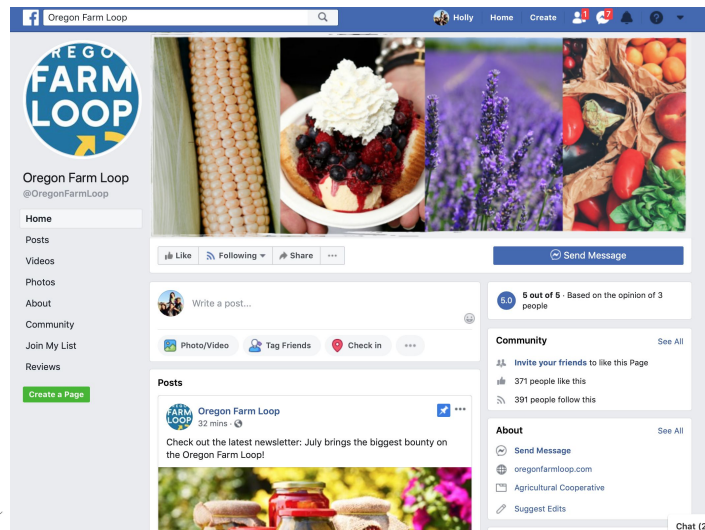 Oregon Farm Loop
Holly Home Create 1 7
OREGO
FARM
LOOP
Oregon Farm Loop
@OregonFarmLoop
Home
Posts
Videos
Photos
About
Community
Join My List
Reviews
Create a Page
Like Following Share ...
Send Message
Write a post...
Photo/Video Tag Friends Check in ...
Posts
FARM
LOOP
Oregon Farm Loop
32 mins ·
Check out the latest newsletter: July brings the biggest bounty on
the Oregon Farm Loop!
5.0
5 out of 5 · Based on the opinion of 3
people
Community See All
Invite your friends to like this Page
371 people like this
391 people follow this
About See All
Send Message
oregonfarmloop.com
Agricultural Cooperative
Suggest Edits
Chat (2